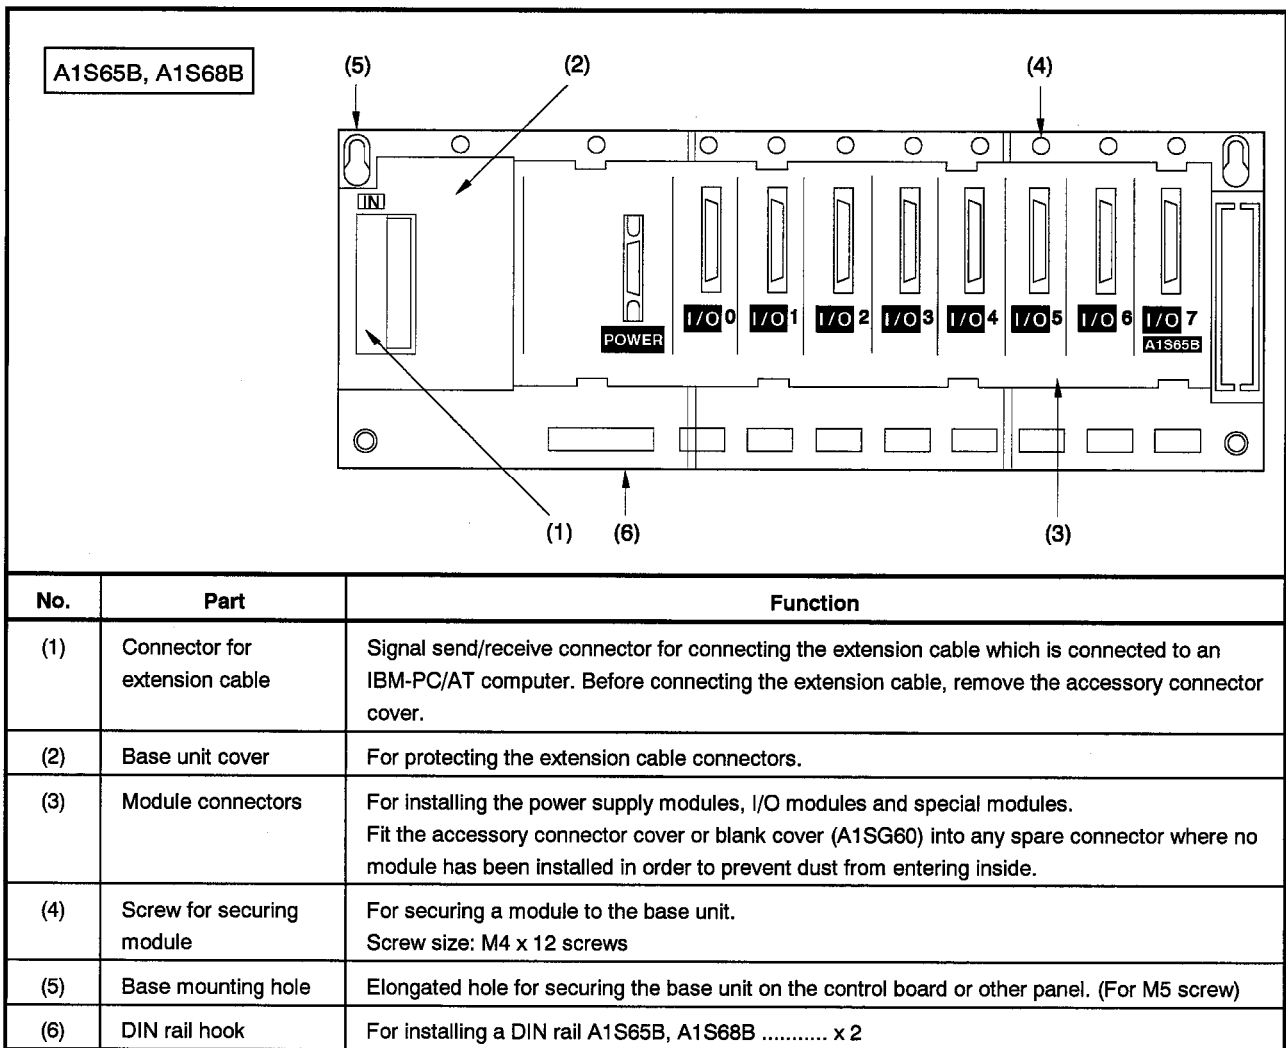 A1S65B, A1S68B
(5)
(2)
(4)
IN
POWER
I/O 0
I/O 1
I/O 2
I/O 3
I/O 4
I/O 5
I/O 6
I/O 7
A1S65B
(1)
(6)
(3)
No. Part Function
(1) Connector for extension cable
Signal send/receive connector for connecting the extension cable which is connected to an
IBM-PC/AT computer. Before connecting the extension cable, remove the accessory connector
cover.
(2) Base unit cover For protecting the extension cable connectors.
(3) Module connectors For installing the power supply modules, I/O modules and special modules.
Fit the accessory connector cover or blank cover (A1SG60) into any spare connector where no
module has been installed in order to prevent dust from entering inside.
(4) Screw for securing module
For securing a module to the base unit.
Screw size: M4 x 12 screws
(5) Base mounting hole Elongated hole for securing the base unit on the control board or other panel. (For M5 screw)
(6) DIN rail hook For installing a DIN rail A1S65B, A1S68B ........... x 2